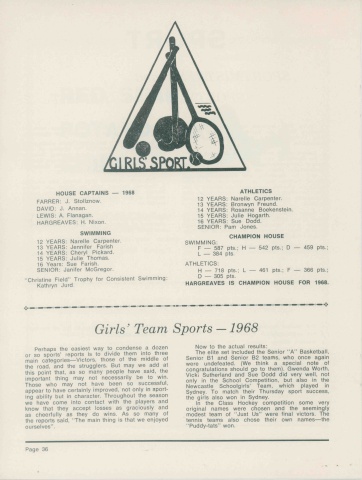 GIRLS' SPORT.
HOUSE CAPTAINS — 1968
FARRER: J. Stoltznow.
DAVID: J. Annan.
LEWIS: A. Flanagan.
HARGREAVES: H. Nixon.
SWIMMING
12 YEARS: Narelle Carpenter.
13 YEARS: Jennifer Farish
14 YEARS: Cheryl Pickard.
15 YEARS: Julie Thomas.
16 Years: Sue Farish
SENIOR: Janifer McGregor.
"Christine Field" Trophy for Consistent Swimming:
Kathryn Jurd
ATHLETICS
12 YEARS: Narelle Carpenter.
13 YEARS: Bronwyn Freund.
14 YEARS: Rosanne Boekenstein.
15 YEARS: Julie Hogarth.
16 YEARS: Sue Dodd.
SENIOR: Pam Jones.
CHAMPION HOUSE
SWIMMING:
F — 587 pts.; H — 542 pts.; D — 459 pts.;
L — 364 pts.
ATHLETICS:
H — 718 pts.; L — 461 pts.; F — 366 pts.;
D — 305 pts.
HARGREAVES IS CHAMPION HOUSE FOR 1968.
Girls' Team Sports — 1968
Perhaps the easiest way to condense a dozen
or so sports' reports is to divide them into three
main categories—Victors, those of the middle of
the road, and the strugglers. But may we add at
this point that, as so many people have said, the
important thing may not necessarily be to win.
Those who may not have been so successful,
appear to have certainly improved, not only in sport-
ing ability but in character. Throughout the season
we have come into contact with the players and
know that they accept losses as graciously and
as cheerfully as they do wins. As so many of
the reports said, "The main thing is that we enjoyed
ourselves".
Now to the actual results:
The elite set included the Senior "A" Basketball,
Senior B1 and Senior B2 teams, who once again
were undefeated. (We think a special note of
congratulations should go to them). Gwenda Worth,
Vicki Sutherland and Sue Dodd did very well, not
only in the School Competition, but also in the
Newcastle Schoolgirls' Team, which played in
Sydney. To match their Thursday sport success,
the girls also won in Sydney.
In the Class Hockey competition some very
original names were chosen and the seemingly
modest team of "Just Us" were final victors. The
tennis teams also chose their own names—the
"Puddy-tats" won.
Page 36